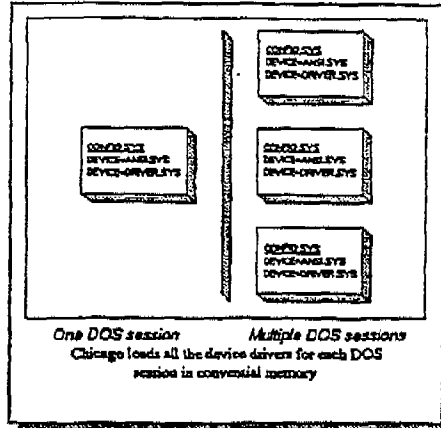 CONFIG.SYS
DEVICE=ANSI.SYS
DEVICE=DRIVER.SYS
CONFIG.SYS
DEVICE=ANSI.SYS
DEVICE=DRIVER.SYS
CONFIG.SYS
DEVICE=ANSI.SYS
DEVICE=DRIVER.SYS
CONFIG.SYS
DEVICE=ANSI.SYS
DEVICE=DRIVER.SYS
One DOS session
Multiple DOS sessions
Chicago loads all the device drivers for each DOS
session in convential memory